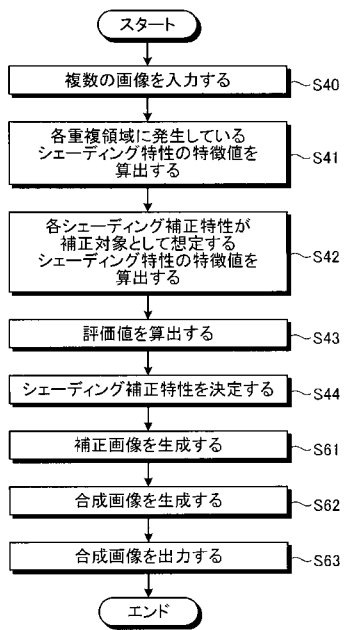 スタート
複数の画像を入力する
S40
各重複領域に発生している
シェーディング特性の特徴値を
算出する
S41
各シェーディング補正特性が
補正対象として想定する
シェーディング特性の特徴値を
算出する
S42
評価値を算出する
S43
シェーディング補正特性を決定する
S44
補正画像を生成する
S61
合成画像を生成する
S62
合成画像を出力する
S63
エンド